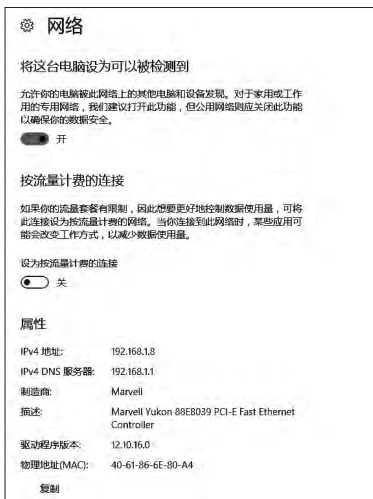 网络
将这台电脑设为可以被检测到
允许你的电脑被此网络上的其他电脑和设备发现。对于家用或工作
用的专用网络，我们建议打开此功能，但公用网络则应关闭此功能
以确保你的数据安全。
开
按流量计费的连接
如果你的流量套餐有限制，因此想要更好地控制数据使用量，可将
此连接设为按流量计费的网络。当你连接到此网络时，某些应用可
能会改变工作方式，以减少数据使用量。
设为按流量计费的连接
关
属性
IPv4 地址: 192.168.1.8
IPv4 DNS 服务器: 192.168.1.1
制造商: Marvell
描述: Marvell Yukon 88E8039 PCI-E Fast Ethernet
Controller
驱动程序版本: 12.10.16.0
物理地址(MAC): 40-61-86-6E-80-A4
复制